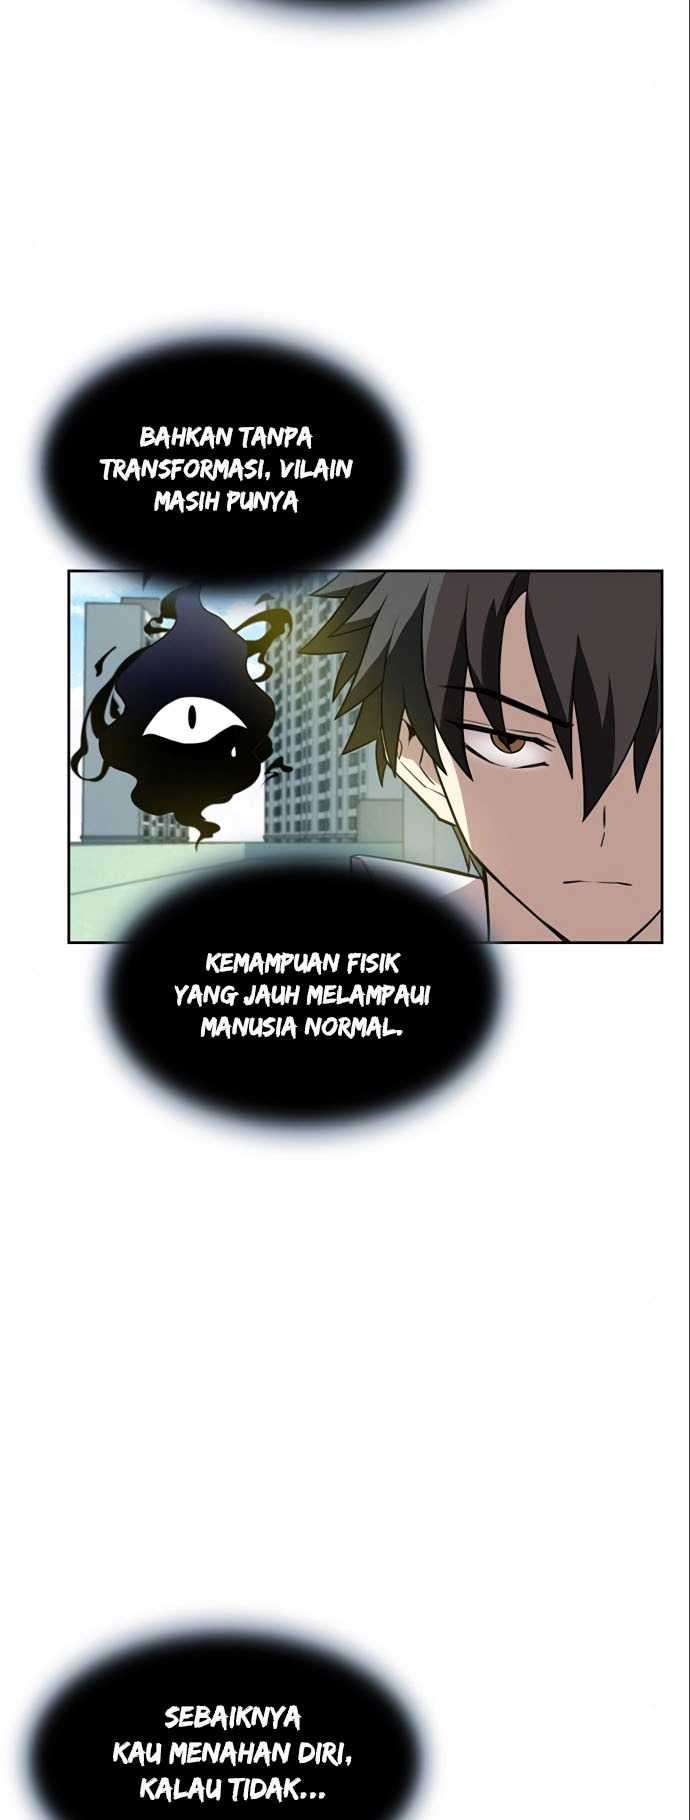 BAHKAN TANPA
TRANSFORMASI, VILAIN
MASIH PUNYA
KEMAMPUAN FISIK
YANG JAUH MELAMPAUI
MANUSIA NORMAL.
SEBAIKNYA
KAU MENAHAN DIRI,
KALAU TIDAK...